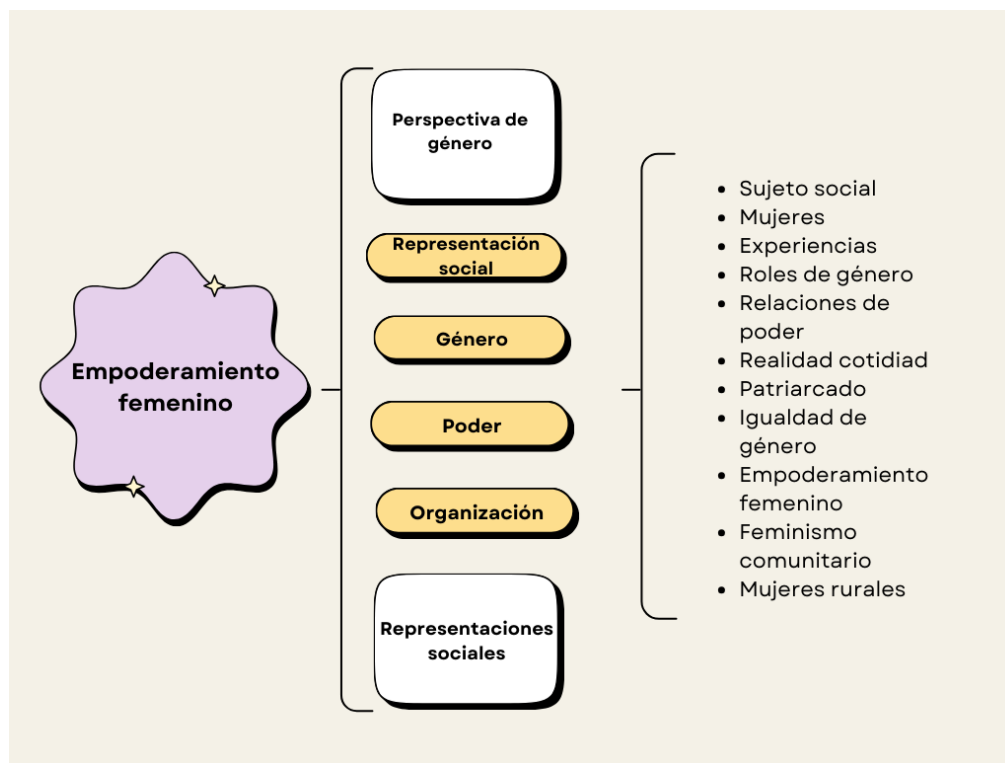 Empoderamiento
femenino
Perspectiva de
género
Representación
social
Género
Poder
Organización
Representaciones
sociales
• Sujeto social
• Mujeres
• Experiencias
• Roles de género
• Relaciones de
poder
• Realidad cotidiad
• Patriarcado
• Igualdad de
género
• Empoderamiento
femenino
• Feminismo
comunitario
• Mujeres rurales